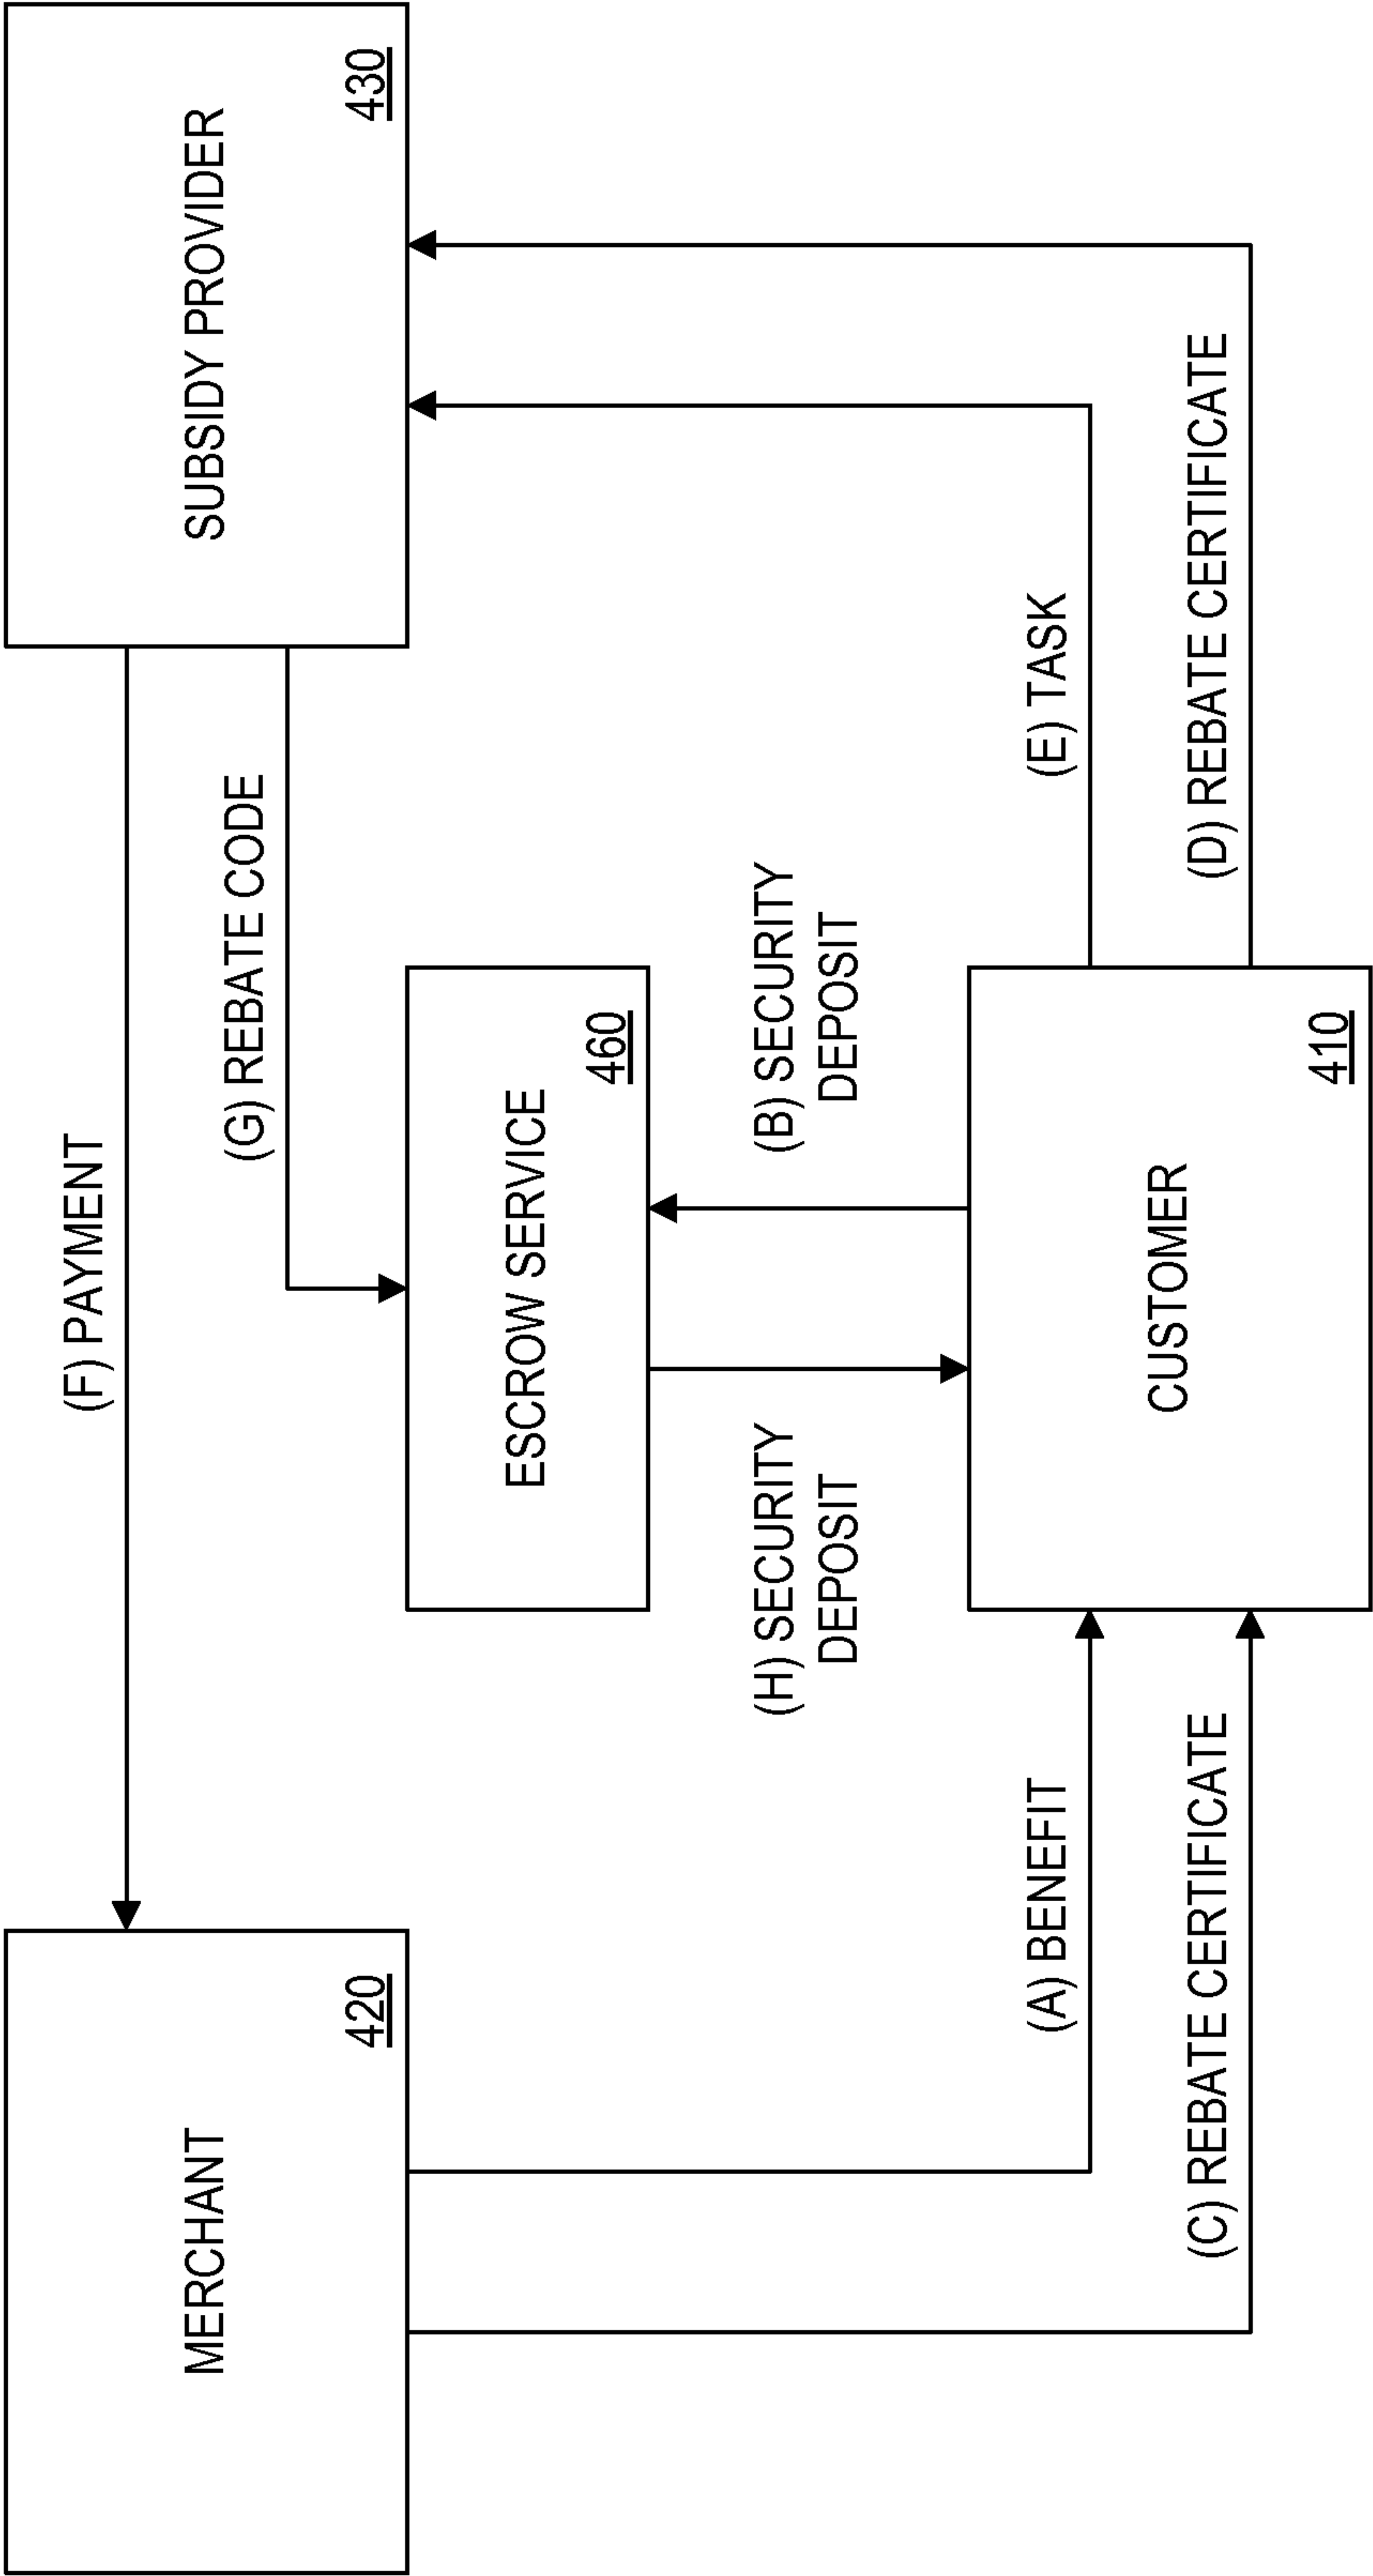 (F) PAYMENT
MERCHANT
420
SUBSIDY PROVIDER
430
(G) REBATE CODE
ESCROW SERVICE
460
(H) SECURITY
DEPOSIT
(B) SECURITY
DEPOSIT
(A) BENEFIT
(E) TASK
CUSTOMER
410
(C) REBATE CERTIFICATE
(D) REBATE CERTIFICATE